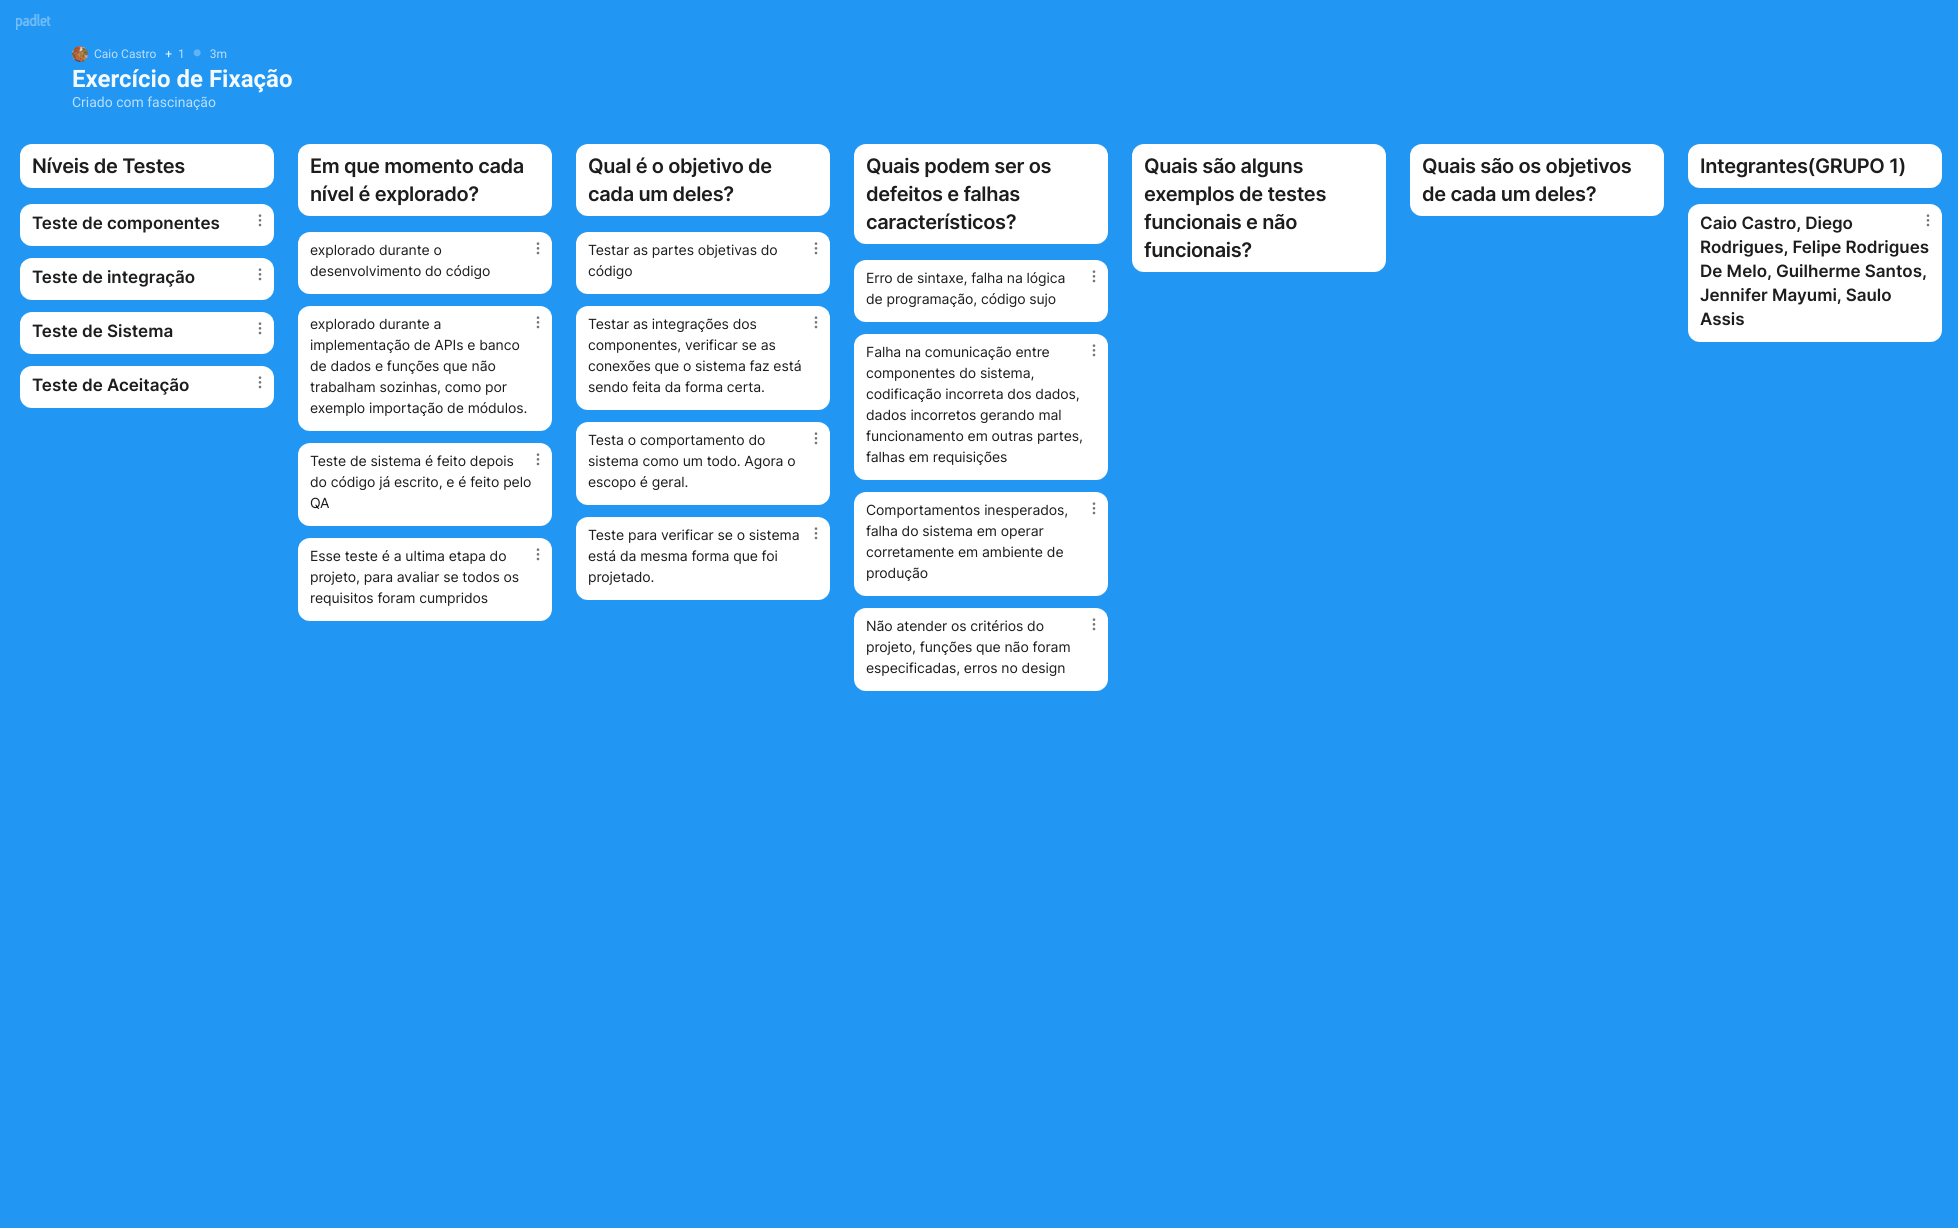 padlet
Caio Castro + 1 3m
Exercício de Fixação
Criado com fascinação
Níveis de Testes
Teste de componentes
Teste de integração
Teste de Sistema
Teste de Aceitação
Em que momento cada
nível é explorado?
explorado durante o
desenvolvimento do código
explorado durante a
implementação de APIs e banco
de dados e funções que não
trabalham sozinhas, como por
exemplo importação de módulos.
Teste de sistema é feito depois
do código já escrito, e é feito pelo
QA
Esse teste é a ultima etapa do
projeto, para avaliar se todos os
requisitos foram cumpridos
Qual é o objetivo de
cada um deles?
Testar as partes objetivas do
código
Testar as integrações dos
componentes, verificar se as
conexões que o sistema faz está
sendo feita da forma certa.
Testa o comportamento do
sistema como um todo. Agora o
escopo é geral.
Teste para verificar se o sistema
está da mesma forma que foi
projetado.
Quais podem ser os
defeitos e falhas
característicos?
Erro de sintaxe, falha na lógica
de programação, código sujo
Falha na comunicação entre
componentes do sistema,
codificação incorreta dos dados,
dados incorretos gerando mal
funcionamento em outras partes,
falhas em requisições
Comportamentos inesperados,
falha do sistema em operar
corretamente em ambiente de
produção
Não atender os critérios do
projeto, funções que não foram
especificadas, erros no design
Quais são alguns
exemplos de testes
funcionais e não
funcionais?
Quais são os objetivos
de cada um deles?
Integrantes(GRUPO 1)
Caio Castro, Diego
Rodrigues, Felipe Rodrigues
De Melo, Guilherme Santos,
Jennifer Mayumi, Saulo
Assis